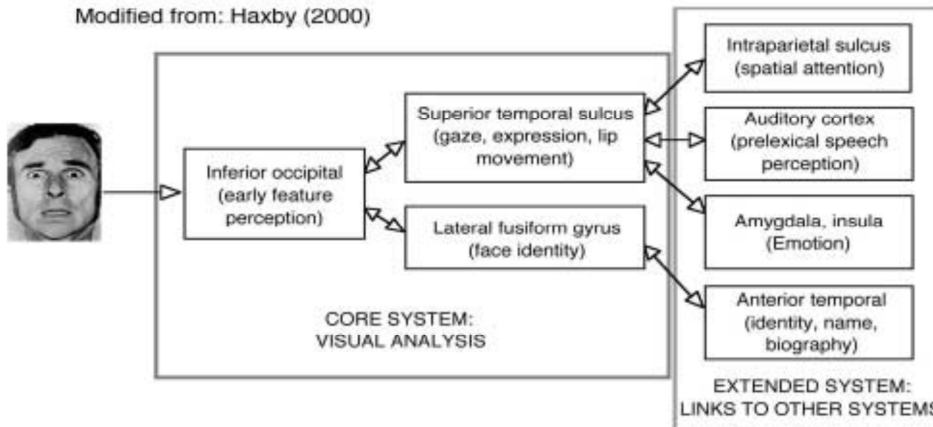 Modified from: Haxby (2000)
Inferior occipital
(early feature
perception)
Superior temporal sulcus
(gaze, expression, lip
movement)
Lateral fusiform gyrus
(face identity)
CORE SYSTEM:
VISUAL ANALYSIS
Intraparietal sulcus
(spatial attention)
Auditory cortex
(prelexical speech
perception)
Amygdala, insula
(Emotion)
Anterior temporal
(identity, name,
biography)
EXTENDED SYSTEM:
LINKS TO OTHER SYSTEMS